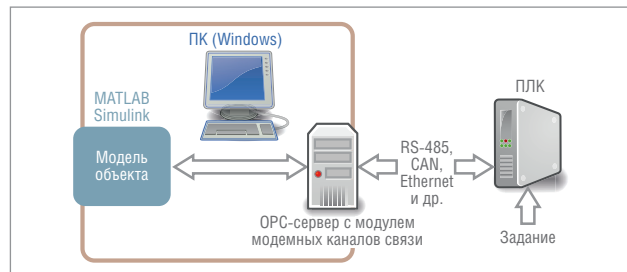 ПК (Windows)
MATLAB
Simulink
Модель
объекта
RS-485,
CAN,
Ethernet
и др.
ПЛК
OPC-сервер с модулем
модемных каналов связи
Задание